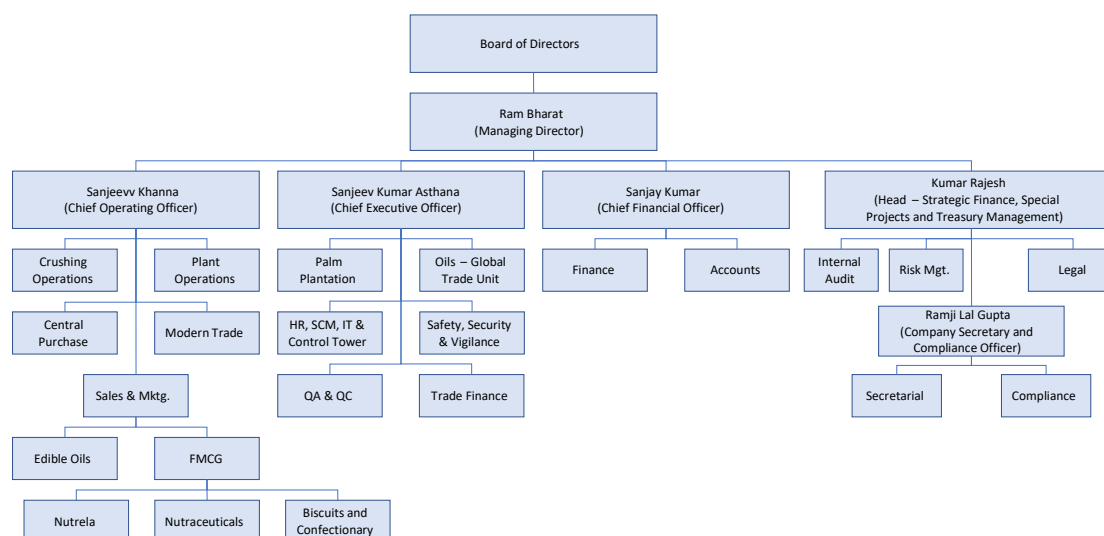 Board of Directors
Ram Bharat
(Managing Director)
Sanjeevv Khanna
(Chief Operating Officer)
Sanjeev Kumar Asthana
(Chief Executive Officer)
Sanjay Kumar
(Chief Financial Officer)
Kumar Rajesh
(Head – Strategic Finance, Special
Projects and Treasury Management)
Crushing
Operations
Plant
Operations
Palm
Plantation
Oils – Global
Trade Unit
Finance
Accounts
Internal
Audit
Risk Mgt.
Legal
Central
Purchase
Modern Trade
HR, SCM, IT &
Control Tower
Safety, Security
& Vigilance
Ramji Lal Gupta
(Company Secretary and
Compliance Officer)
Sales & Mktg.
QA & QC
Trade Finance
Secretarial
Compliance
Edible Oils
FMCG
Nutrela
Nutraceuticals
Biscuits and
Confectionary